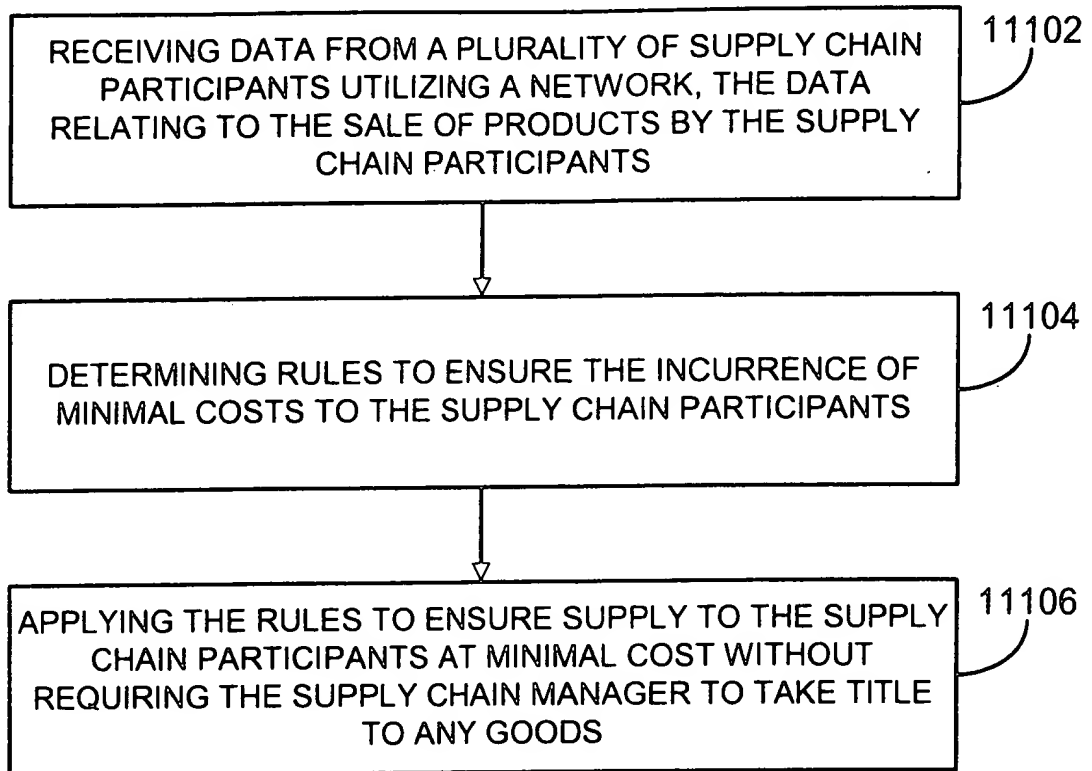 RECEIVING DATA FROM A PLURALITY OF SUPPLY CHAIN
PARTICIPANTS UTILIZING A NETWORK, THE DATA
RELATING TO THE SALE OF PRODUCTS BY THE SUPPLY
CHAIN PARTICIPANTS
11102
DETERMINING RULES TO ENSURE THE INCURRENCE OF
MINIMAL COSTS TO THE SUPPLY CHAIN PARTICIPANTS
11104
APPLYING THE RULES TO ENSURE SUPPLY TO THE SUPPLY
CHAIN PARTICIPANTS AT MINIMAL COST WITHOUT
REQUIRING THE SUPPLY CHAIN MANAGER TO TAKE TITLE
TO ANY GOODS
11106